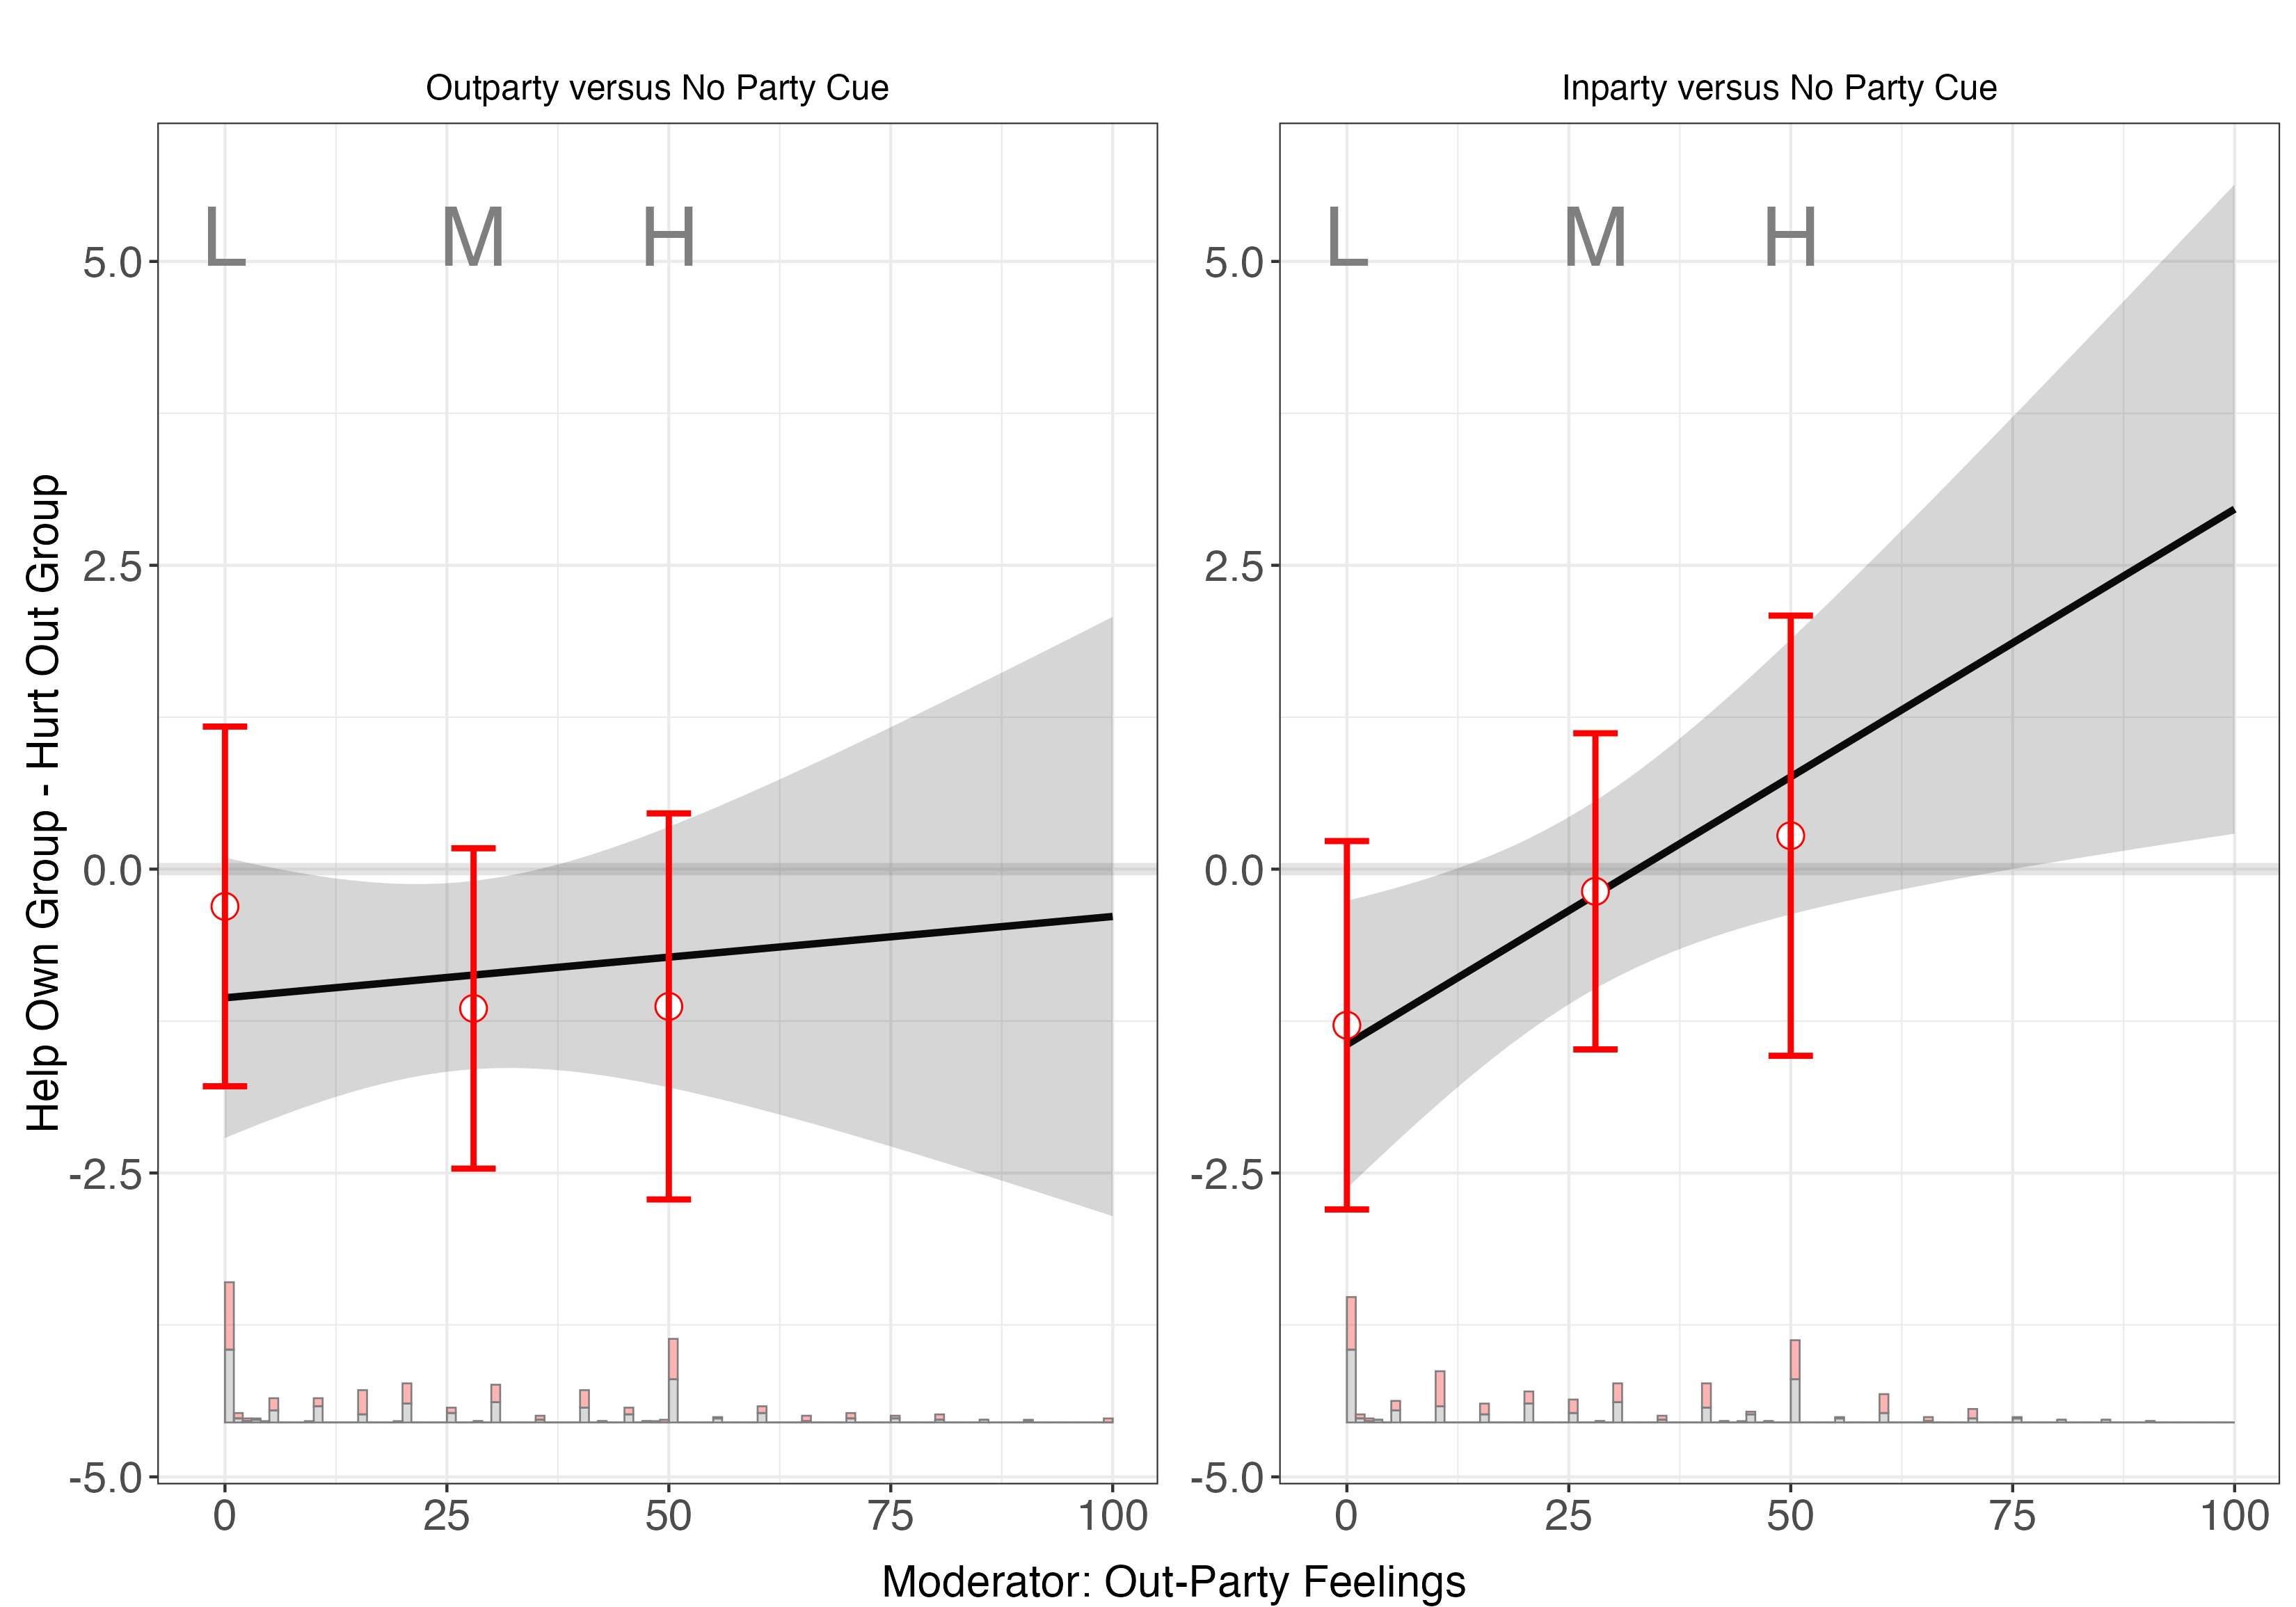 Outparty versus No Party Cue
Inparty versus No Party Cue
L M H
L M H
Help Own Group - Hurt Out Group
5.0
2.5
0.0
-2.5
-5.0
5.0
2.5
0.0
-2.5
-5.0
0 25 50 75 100
0 25 50 75 100
Moderator: Out-Party Feelings